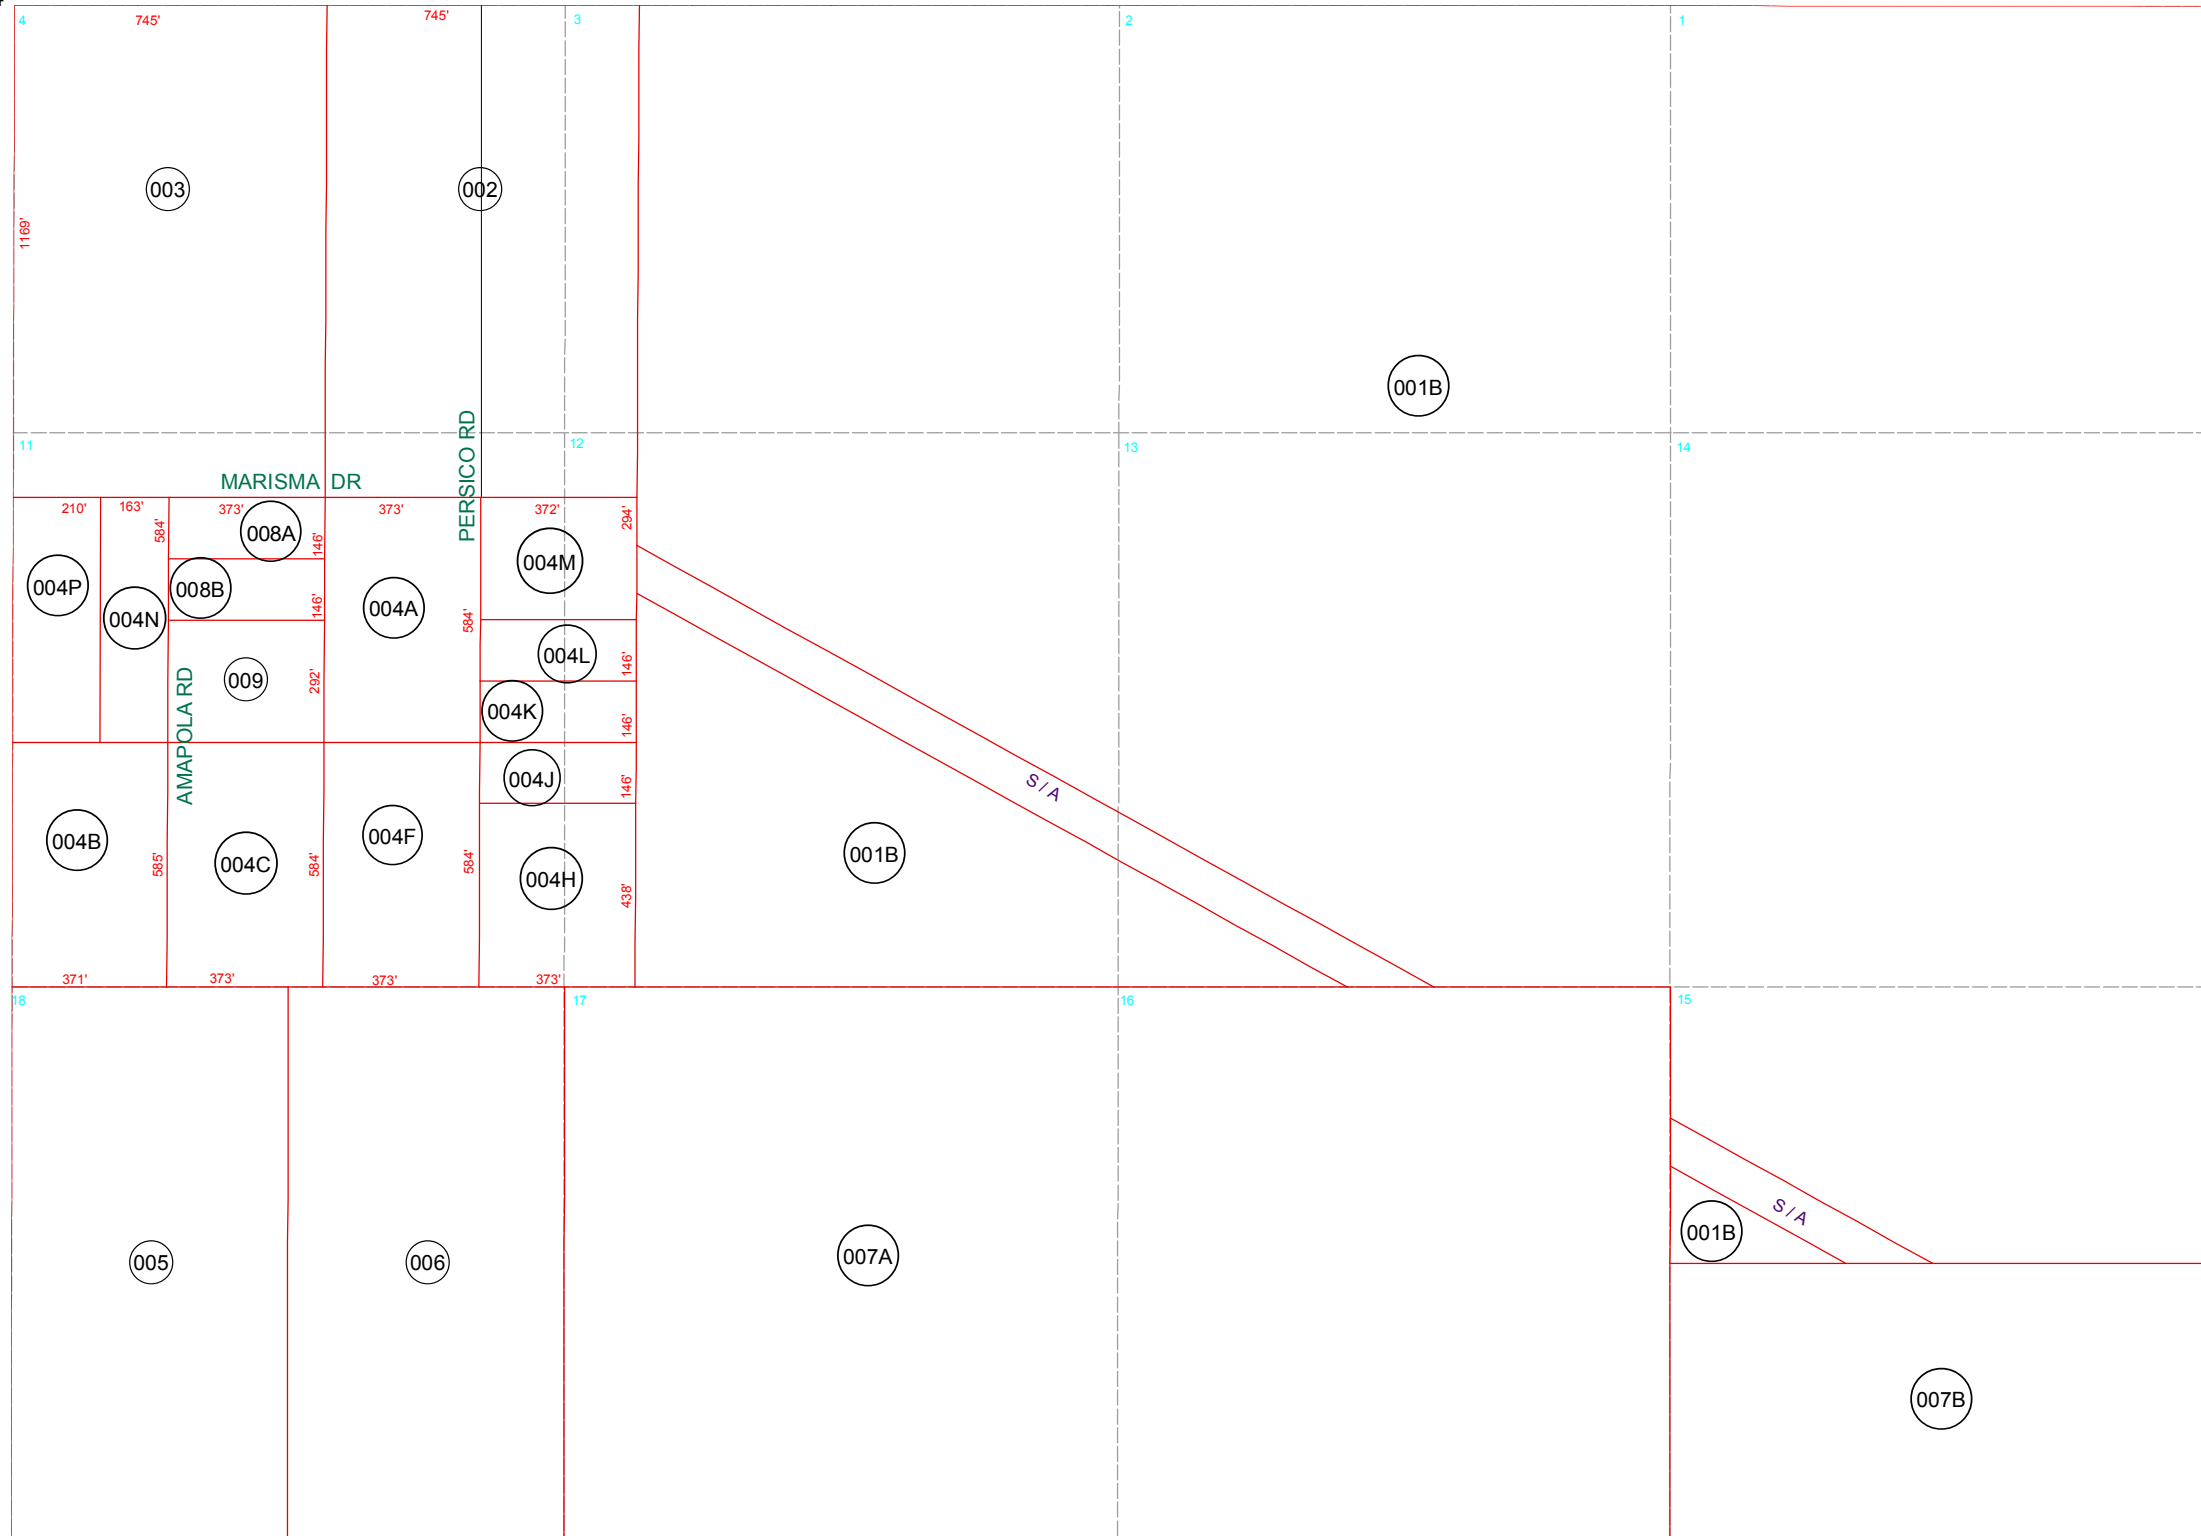 4
745'
745'
3
2
1
003
002
1169'
001B
11
12
13
14
PERSICO RD
MARISMA DR
210'
163'
373'
373'
372'
294'
584'
008A
146'
004M
004P
008B
146'
004A
004N
584'
004L
146'
009
292'
004K
146'
AMAPOLA RD
004J
146'
S / A
004B
585'
004C
584'
004F
584'
004H
438'
001B
371'
373'
373'
373'
18
17
16
15
S / A
001B
005
006
007A
007B